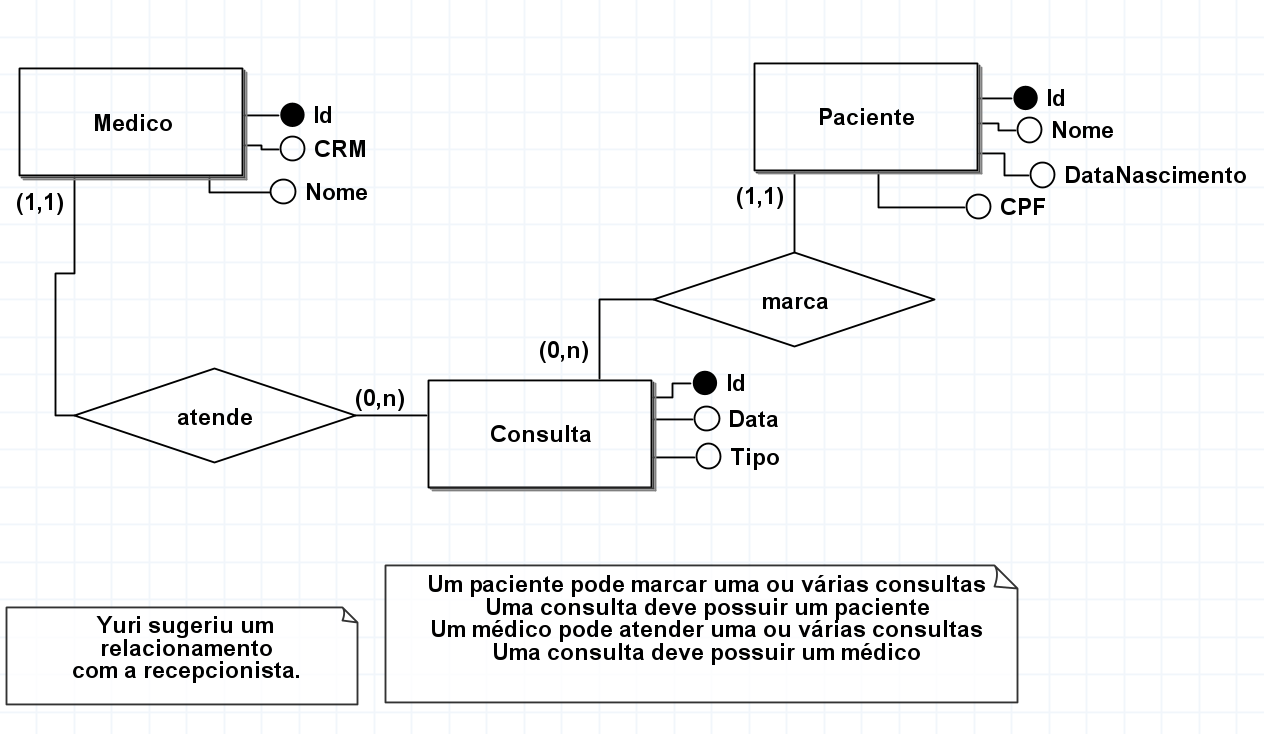 Medico
Id
CRM
Nome
(1,1)
Paciente
Id
Nome
DataNascimento
CPF
(1,1)
marca
(0,n)
atende
(0,n)
Consulta
Id
Data
Tipo
Yuri sugeriu um
relacionamento
com a recepcionista.
Um paciente pode marcar uma ou várias consultas
Uma consulta deve possuir um paciente
Um médico pode atender uma ou várias consultas
Uma consulta deve possuir um médico